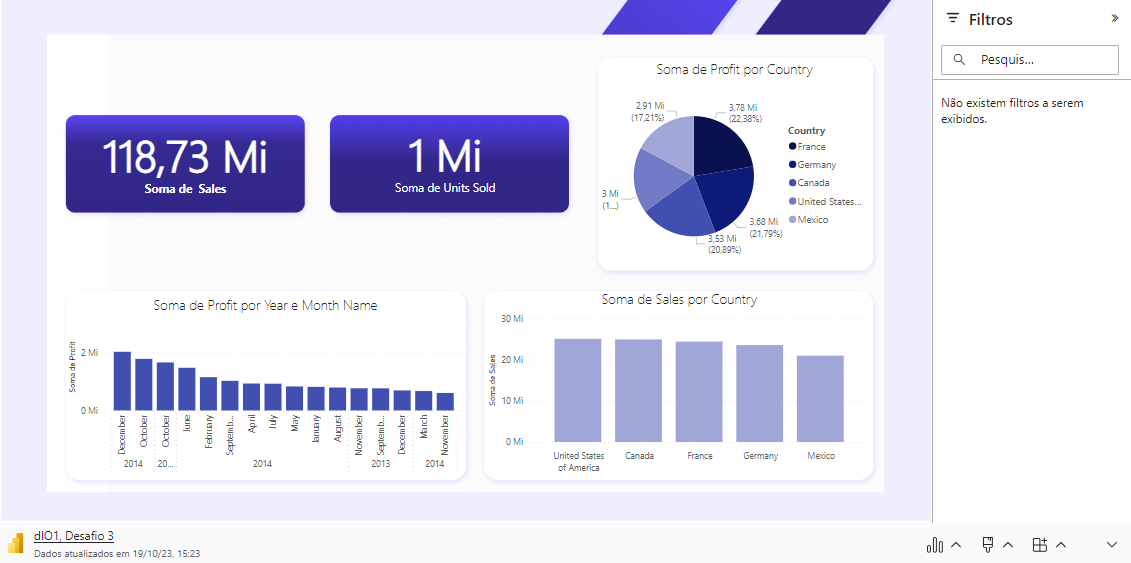 Filtros
Pesquis...
Não existem filtros a serem
exibidos.
118,73 Mi
Soma de Sales
1 Mi
Soma de Units Sold
Soma de Profit por Country
2,91 Mi
(17,21%)
3,78 Mi
(22,38%)
3 Mi
(1...)
3,68 Mi
(21,79%)
3,53 Mi
(20,89%)
Country
France
Germany
Canada
United States...
Mexico
Soma de Profit por Year e Month Name
Soma de Profit
2 Mi
0 Mi
December
October
October
June
February
Septemb...
April
July
May
January
August
November
Septemb...
December
March
November
2014
20...
2014
2013
2014
Soma de Sales por Country
Soma de Sales
30 Mi
20 Mi
10 Mi
0 Mi
United States
of America
Canada
France
Germany
Mexico
dIO1, Desafio 3
Dados atualizados em 19/10/23, 15:23